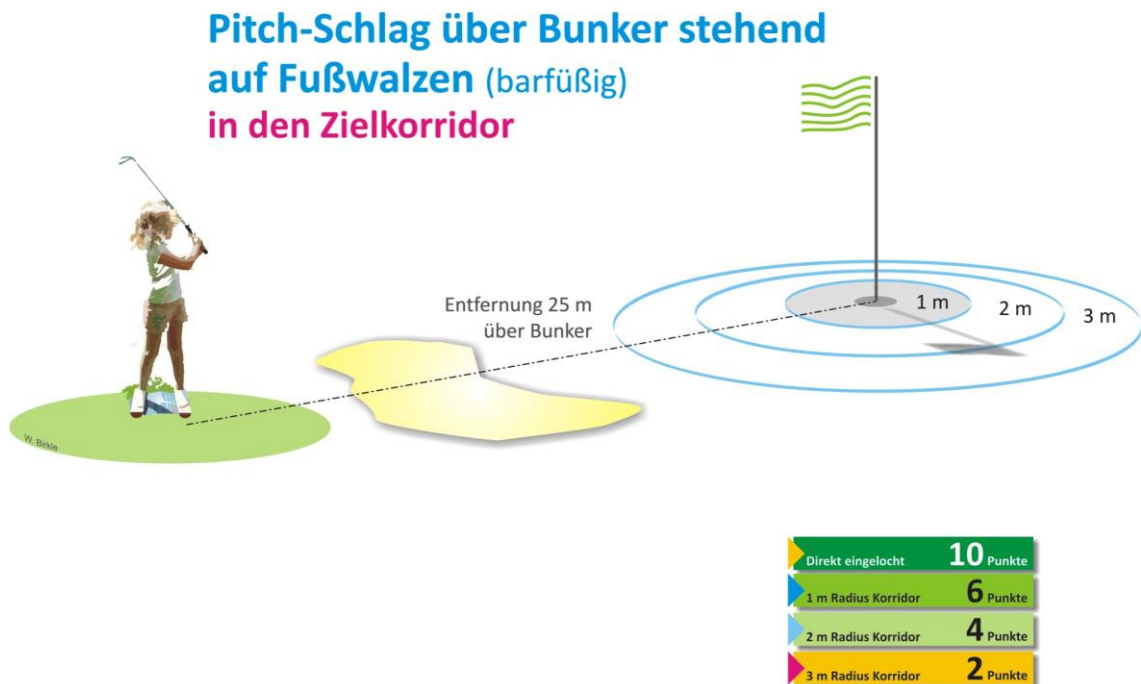 Pitch-Schlag über Bunker stehend
auf Fußwalzen (barfüßig)
in den Zielkorridor
Entfernung 25 m
über Bunker
1 m
2 m
3 m
W. Birkle
Direkt eingelocht 10 Punkte
1 m Radius Korridor 6 Punkte
2 m Radius Korridor 4 Punkte
3 m Radius Korridor 2 Punkte